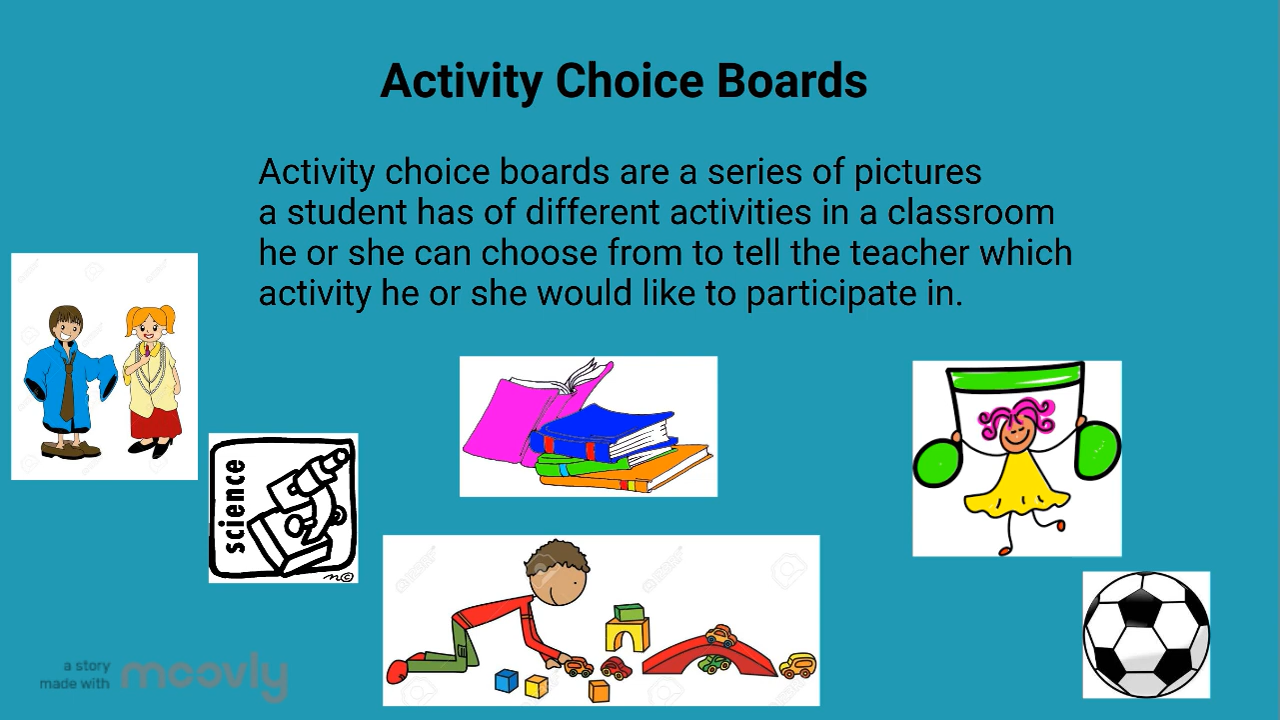 Activity Choice Boards
Activity choice boards are a series of pictures
a student has of different activities in a classroom
he or she can choose from to tell the teacher which
activity he or she would like to participate in.
science
a story
made with
moovly